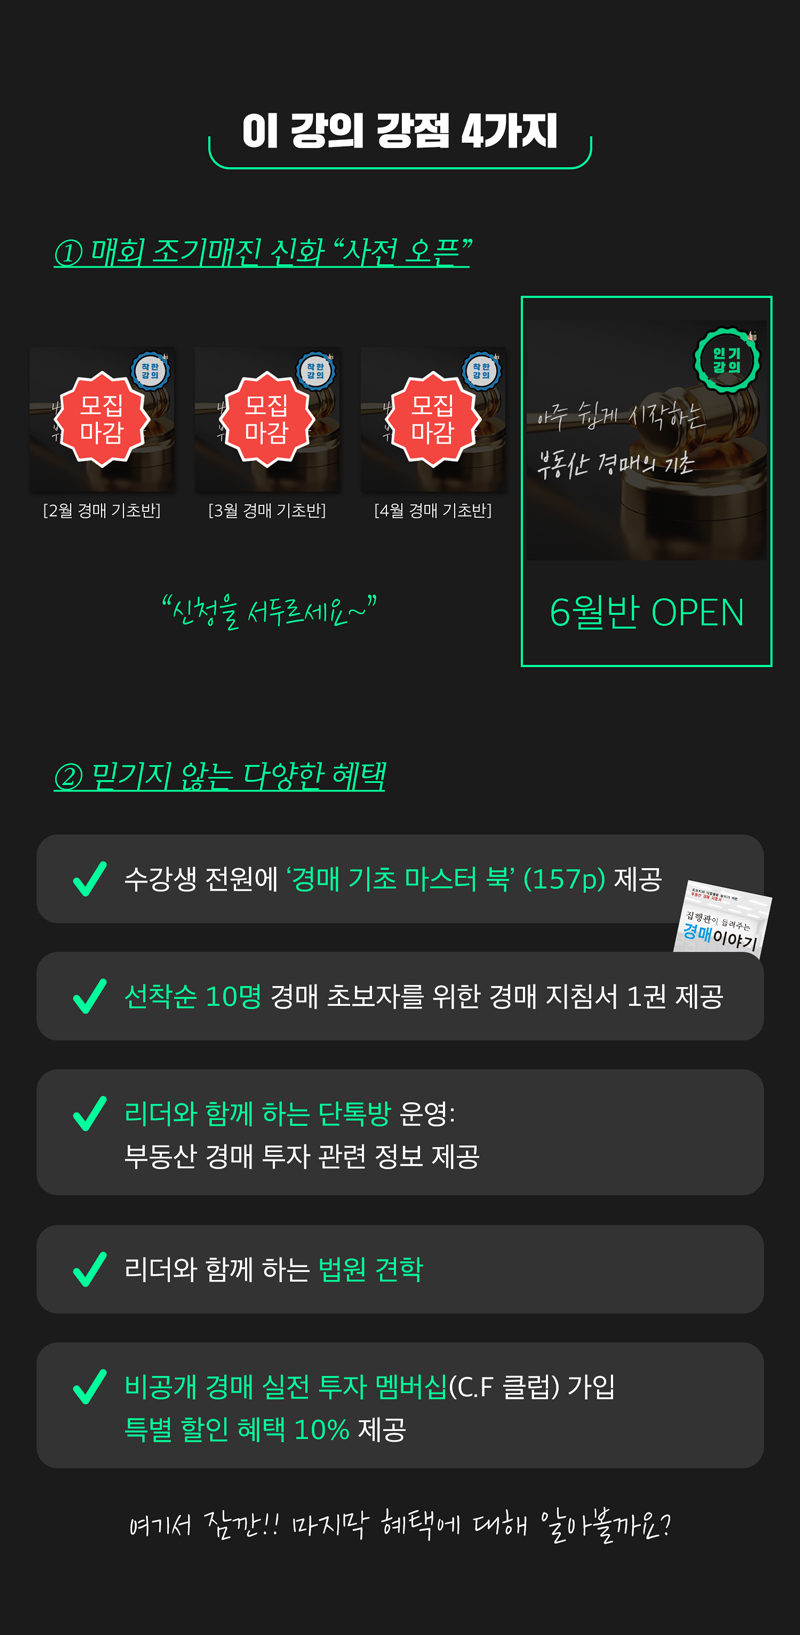 이 강의 강점 4가지
① 매회 조기매진 신화 “사전 오픈”
착한
강의
모집
마감
[2월 경매 기초반]
착한
강의
모집
마감
[3월 경매 기초반]
착한
강의
모집
마감
[4월 경매 기초반]
인기
강의
아주 쉽게 시작하는
부동산 경매의 기초
6월반 OPEN
“신청을 서두르세요~”
② 믿기지 않는 다양한 혜택
수강생 전원에 ‘경매 기초 마스터 북’ (157p) 제공
집행관이 들려주는
경매이야기
선착순 10명 경매 초보자를 위한 경매 지침서 1권 제공
리더와 함께 하는 단톡방 운영:
부동산 경매 투자 관련 정보 제공
리더와 함께 하는 법원 견학
비공개 경매 실전 투자 멤버십(C.F 클럽) 가입
특별 할인 혜택 10% 제공
여기서 잠깐!! 마지막 혜택에 대해 알아볼까요?